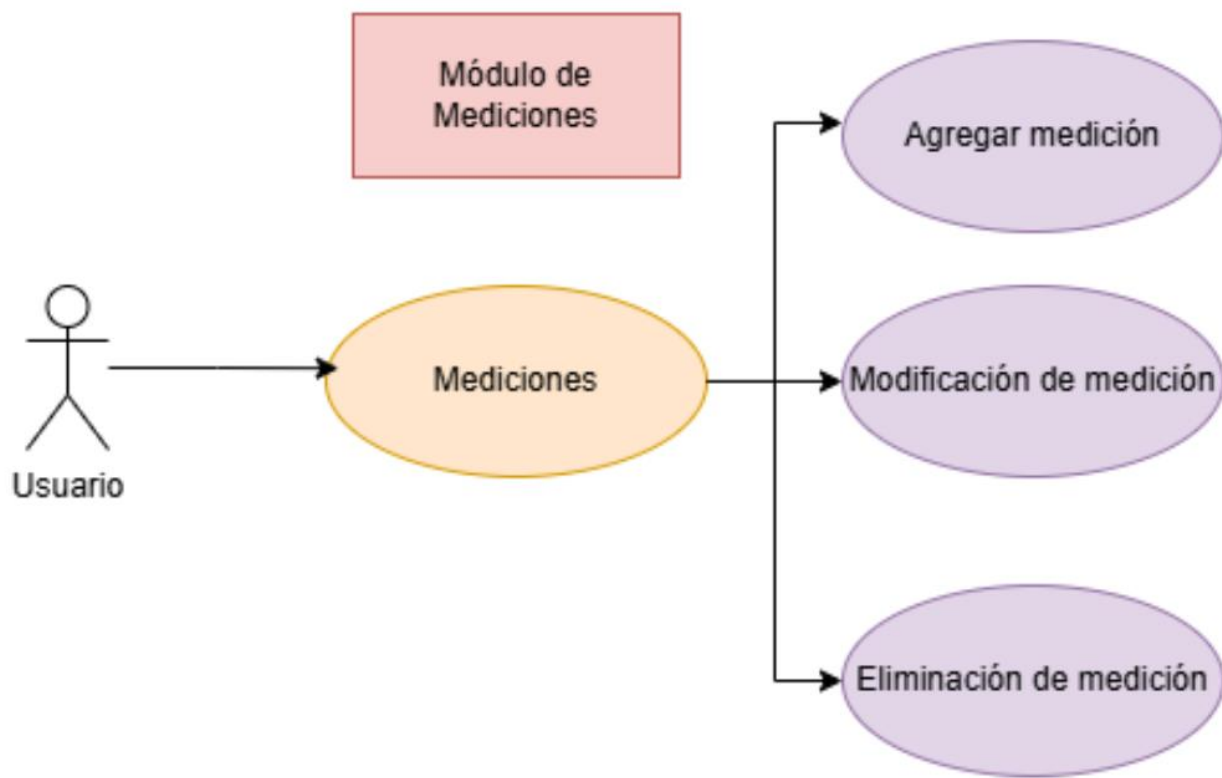 Módulo de
Mediciones
Agregar medición
Mediciones
Modificación de medición
Usuario
Eliminación de medición